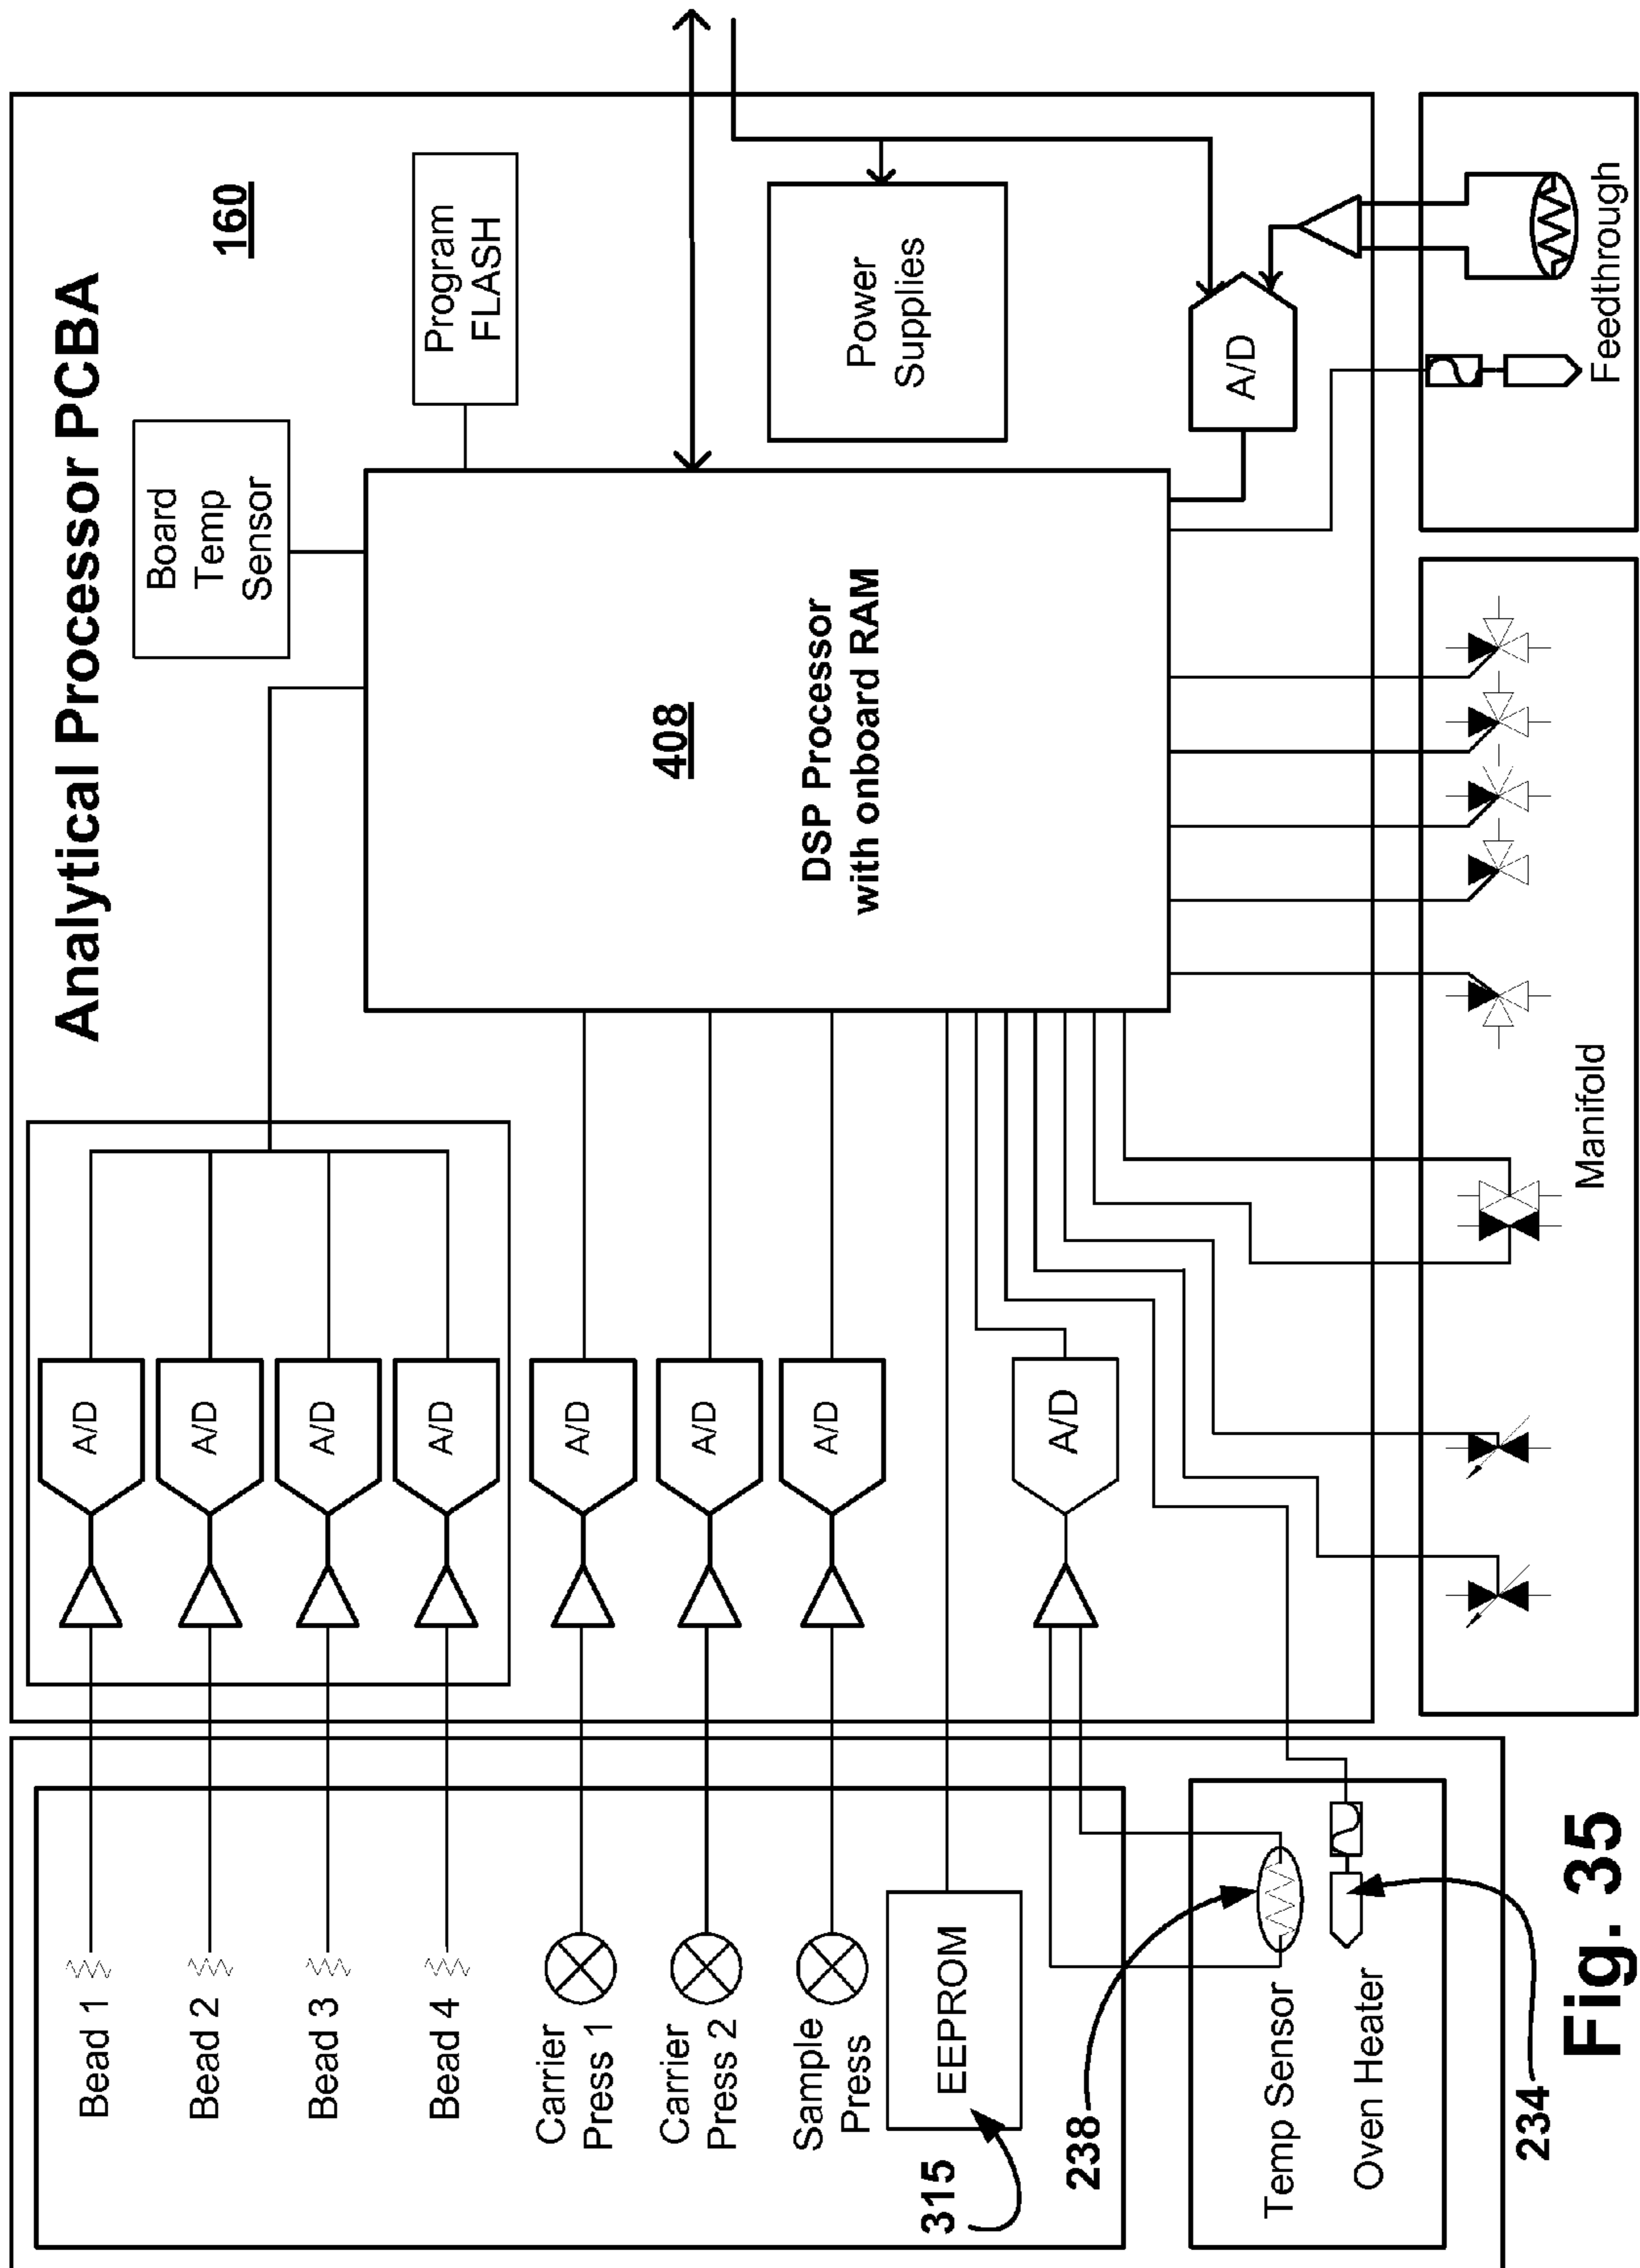 Analytical Processor PCBA
160
Bead 1
Bead 2
Bead 3
Bead 4
A/D
A/D
A/D
A/D
Board
Temp
Sensor
Program
FLASH
Carrier
Press 1
Carrier
Press 2
Sample
Press
A/D
A/D
A/D
408
DSP Processor
with onboard RAM
Power
Supplies
EEPROM
315
A/D
A/D
238
Temp Sensor
Oven Heater
234
Manifold
Feedthrough
Fig. 35